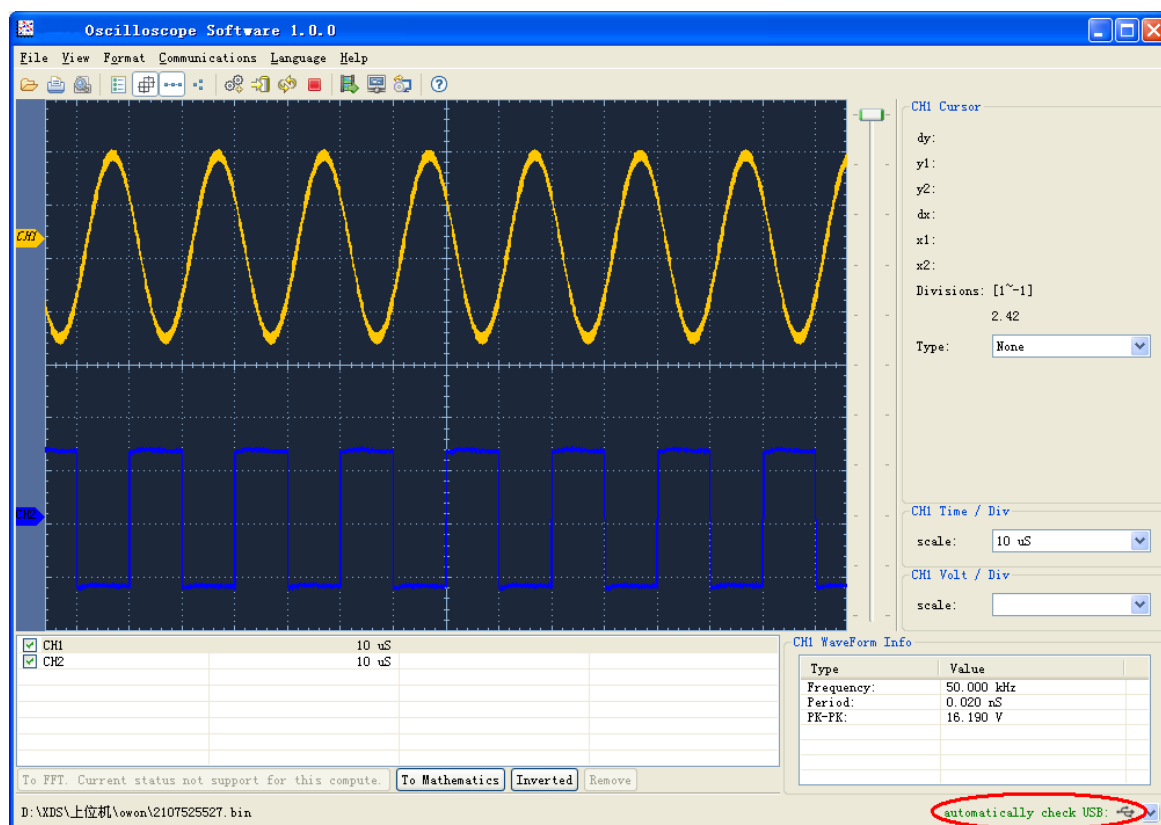 Oscilloscope Software 1.0.0
File View Format Communications Language Help
CH1 Cursor
dy:
y1:
y2:
dx:
x1:
x2:
Divisions: [1~-1]
2.42
Type: None
CH1
CH2
CH1 Time / Div
scale: 10 uS
CH1 Volt / Div
scale:
CH1 10 uS
CH2 10 uS
CH1 WaveForm Info
Type Value
Frequency: 50.000 kHz
Period: 0.020 nS
PK-PK: 16.190 V
To FFT. Current status not support for this compute. To Mathematics Inverted Remove
D:\XDS\上位机\owon\2107525527.bin
automatically check USB: